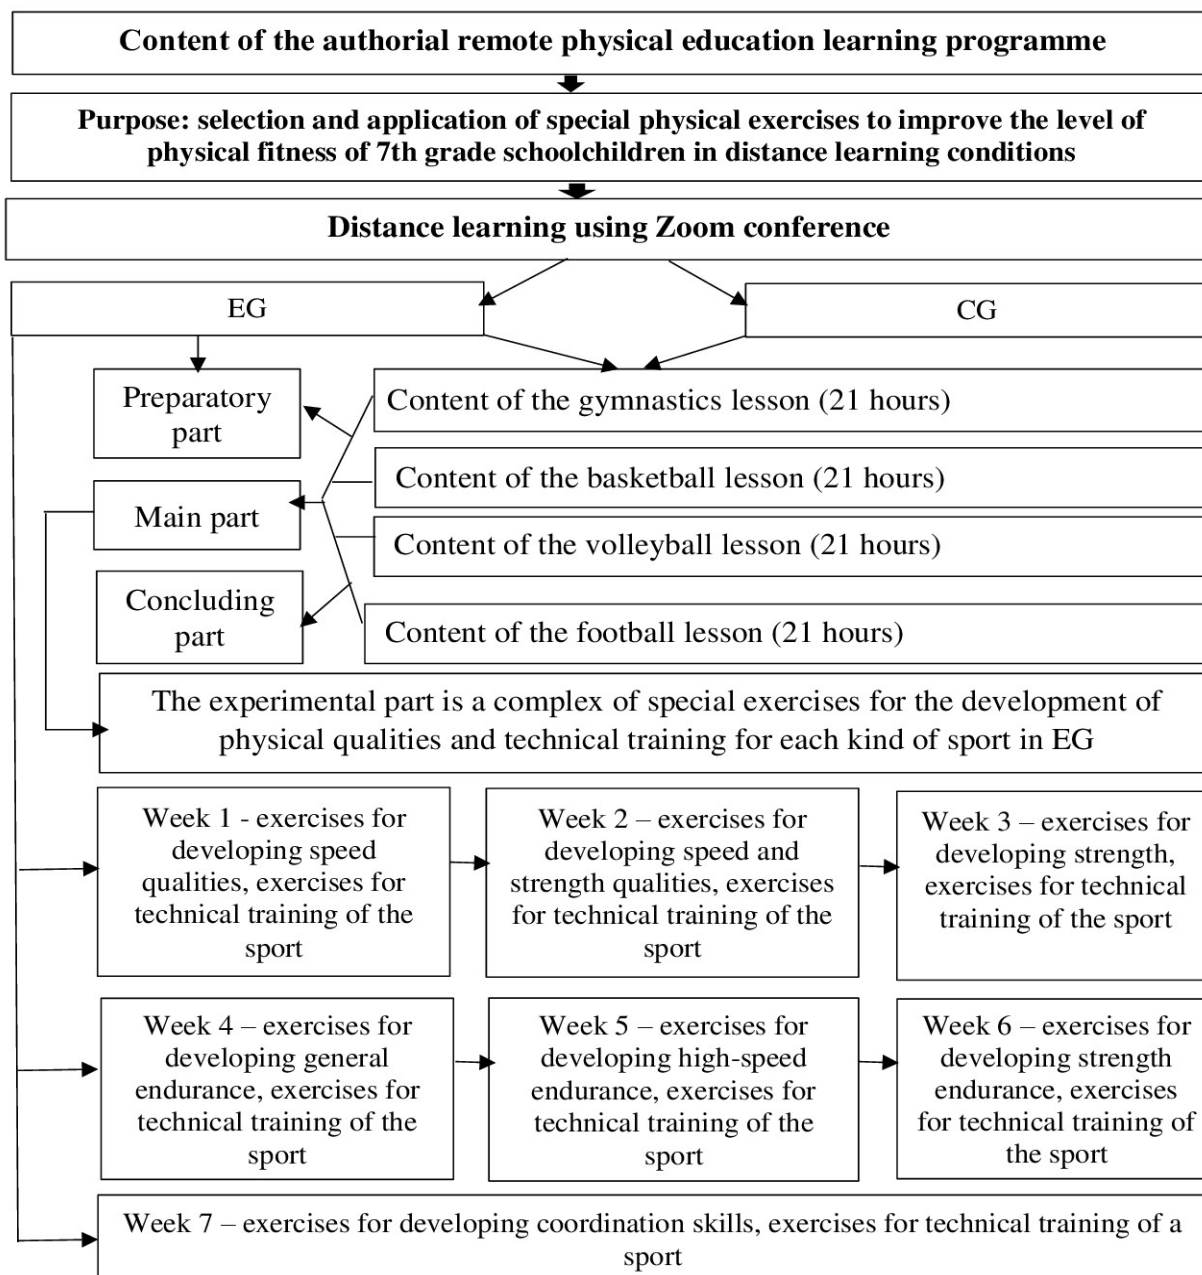 Content of the authorial remote physical education learning programme
Purpose: selection and application of special physical exercises to improve the level of
physical fitness of 7th grade schoolchildren in distance learning conditions
Distance learning using Zoom conference
EG
CG
Preparatory
part
Content of the gymnastics lesson (21 hours)
Content of the basketball lesson (21 hours)
Main part
Content of the volleyball lesson (21 hours)
Concluding
part
Content of the football lesson (21 hours)
The experimental part is a complex of special exercises for the development of
physical qualities and technical training for each kind of sport in EG
Week 1 - exercises for
developing speed
qualities, exercises for
technical training of the
sport
Week 2 – exercises for
developing speed and
strength qualities, exercises
for technical training of the
sport
Week 3 – exercises for
developing strength,
exercises for technical
training of the sport
Week 4 – exercises for
developing general
endurance, exercises for
technical training of the
sport
Week 5 – exercises for
developing high-speed
endurance, exercises for
technical training of the
sport
Week 6 – exercises for
developing strength
endurance, exercises
for technical training of
the sport
Week 7 – exercises for developing coordination skills, exercises for technical training of a
sport